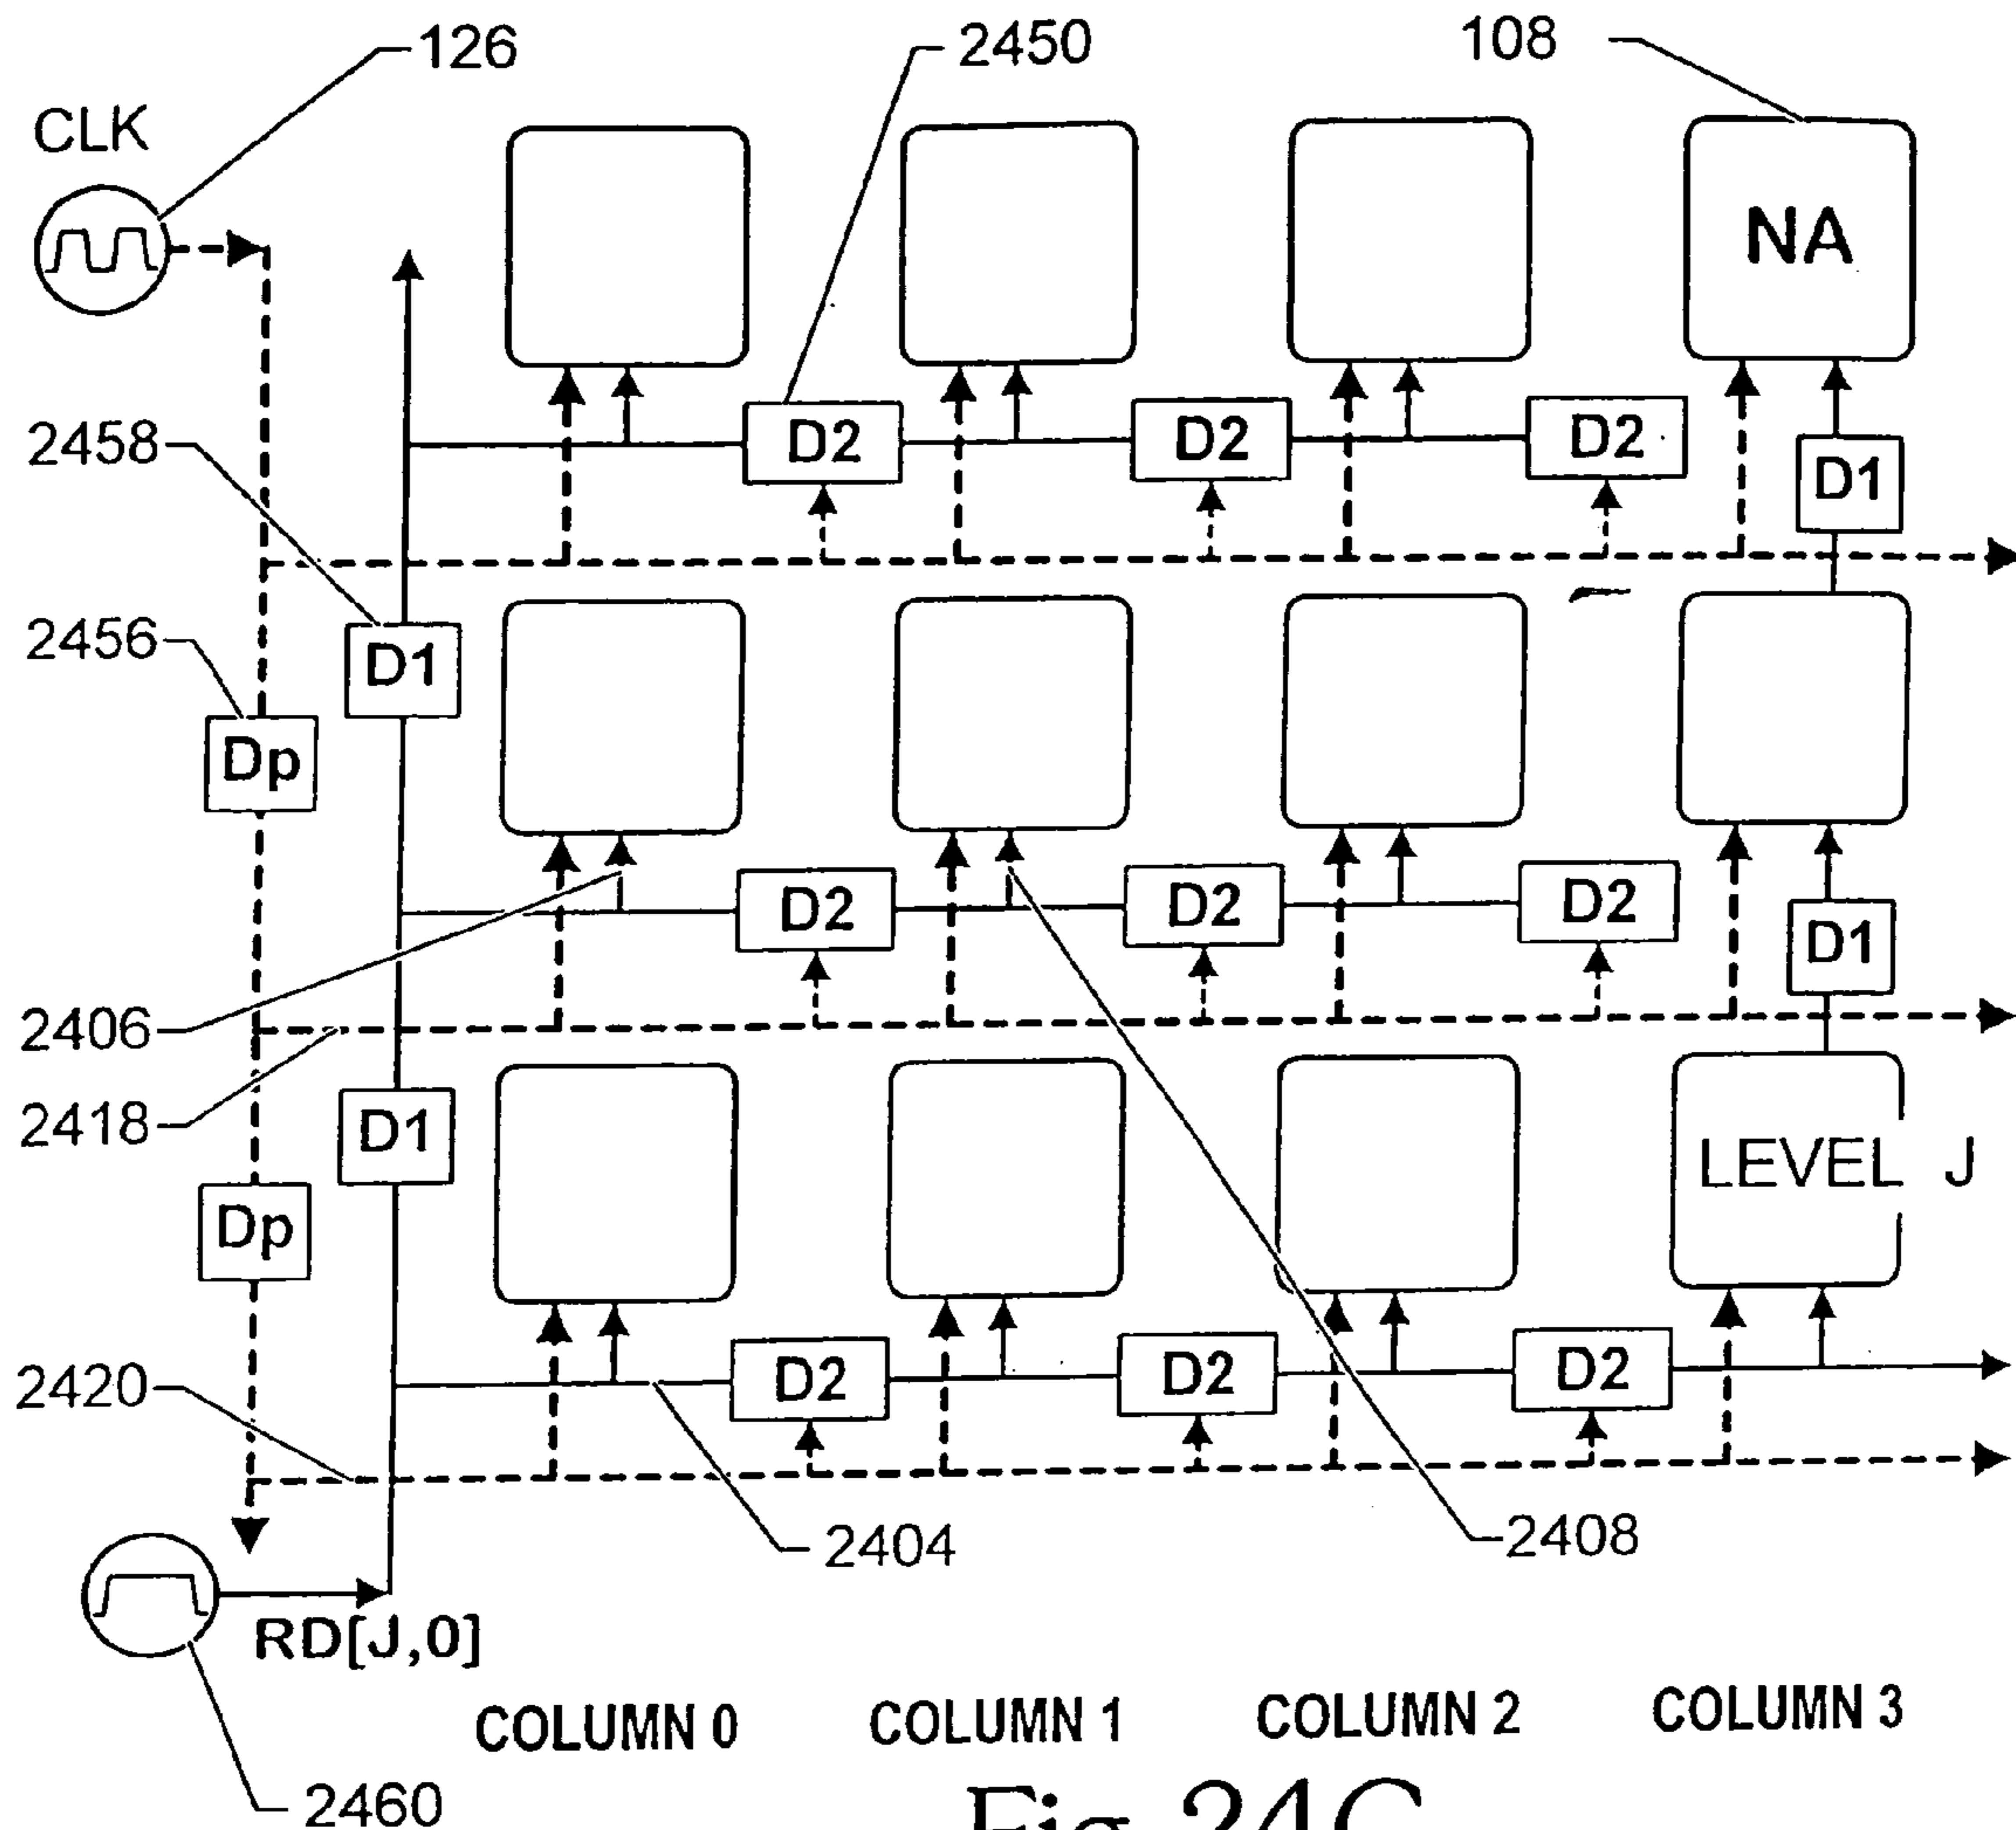 126
2450
108
CLK
NA
2458
D2
D2
D2
D1
2456
D1
Dp
D2
D2
D2
D1
2406
2418
D1
LEVEL J
Dp
D2
D2
D2
2420
2404
2408
RD[J,0]
COLUMN 0
COLUMN 1
COLUMN 2
COLUMN 3
2460
Fig. 24C